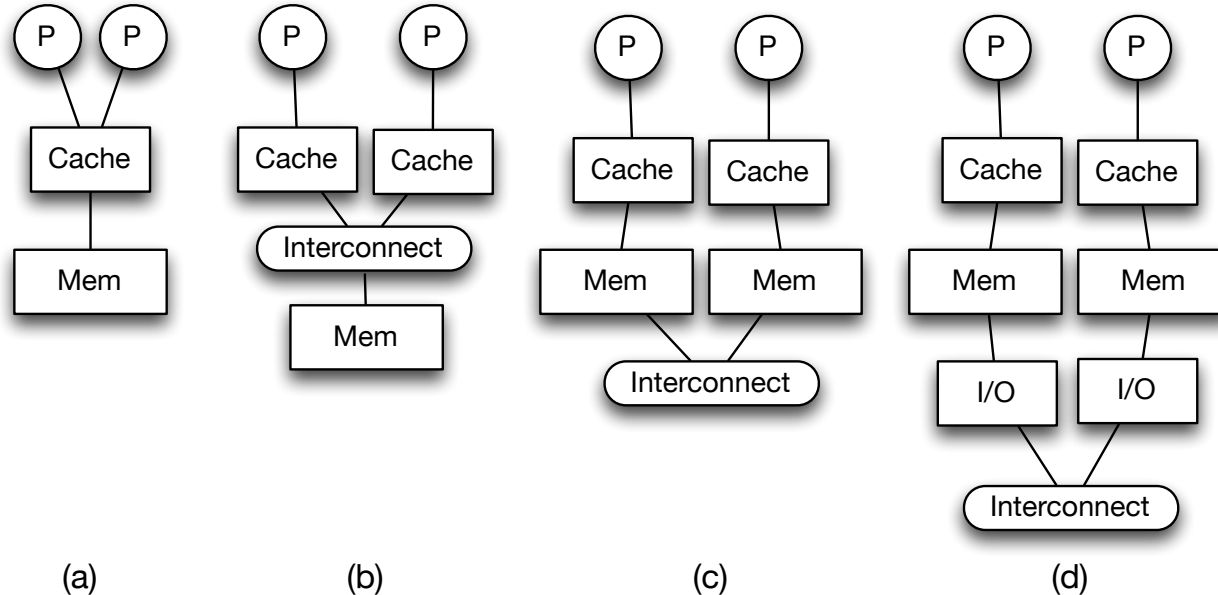 P P
Cache
Mem
(a)
P P
Cache Cache
Interconnect
Mem
(b)
P P
Cache Cache
Mem Mem
Interconnect
(c)
P P
Cache Cache
Mem Mem
I/O I/O
Interconnect
(d)